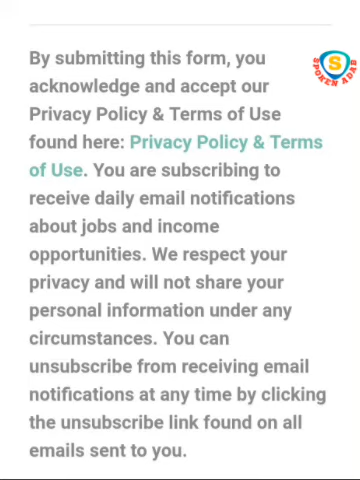 By submitting this form, you
acknowledge and accept our
Privacy Policy & Terms of Use
found here: Privacy Policy & Terms
of Use. You are subscribing to
receive daily email notifications
about jobs and income
opportunities. We respect your
privacy and will not share your
personal information under any
circumstances. You can
unsubscribe from receiving email
notifications at any time by clicking
the unsubscribe link found on all
emails sent to you.
S
SPOKEN ADAB